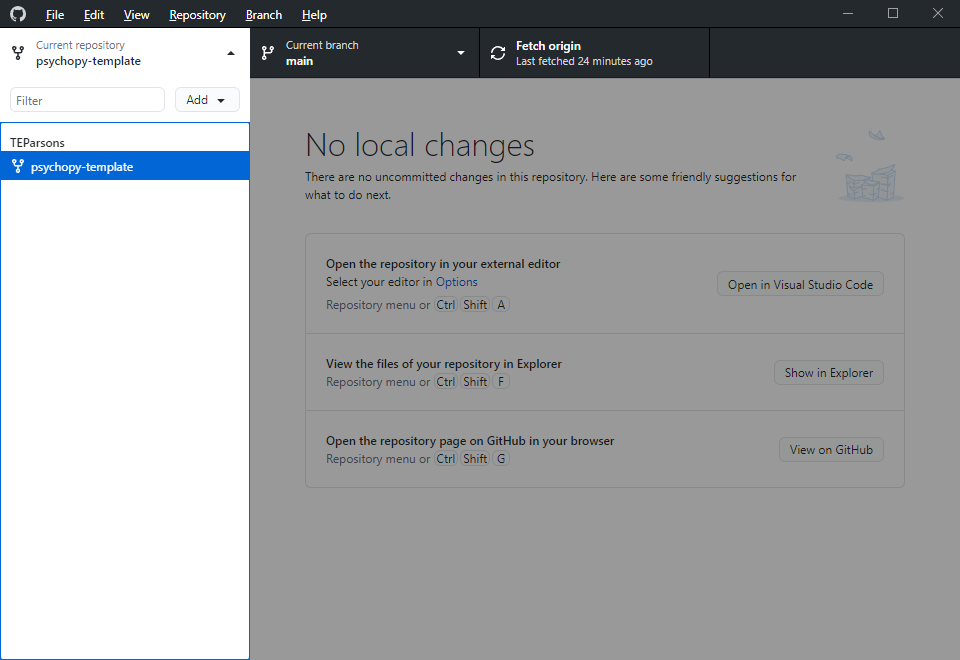 File Edit View Repository Branch Help
Current repository
psychopy-template
Current branch
main
Fetch origin
Last fetched 24 minutes ago
Filter
Add
TEParsons
psychopy-template
No local changes
There are no uncommitted changes in this repository. Here are some friendly suggestions for
what to do next.
Open the repository in your external editor
Select your editor in Options
Repository menu or Ctrl Shift A
Open in Visual Studio Code
View the files of your repository in Explorer
Repository menu or Ctrl Shift F
Show in Explorer
Open the repository page on GitHub in your browser
Repository menu or Ctrl Shift G
View on GitHub